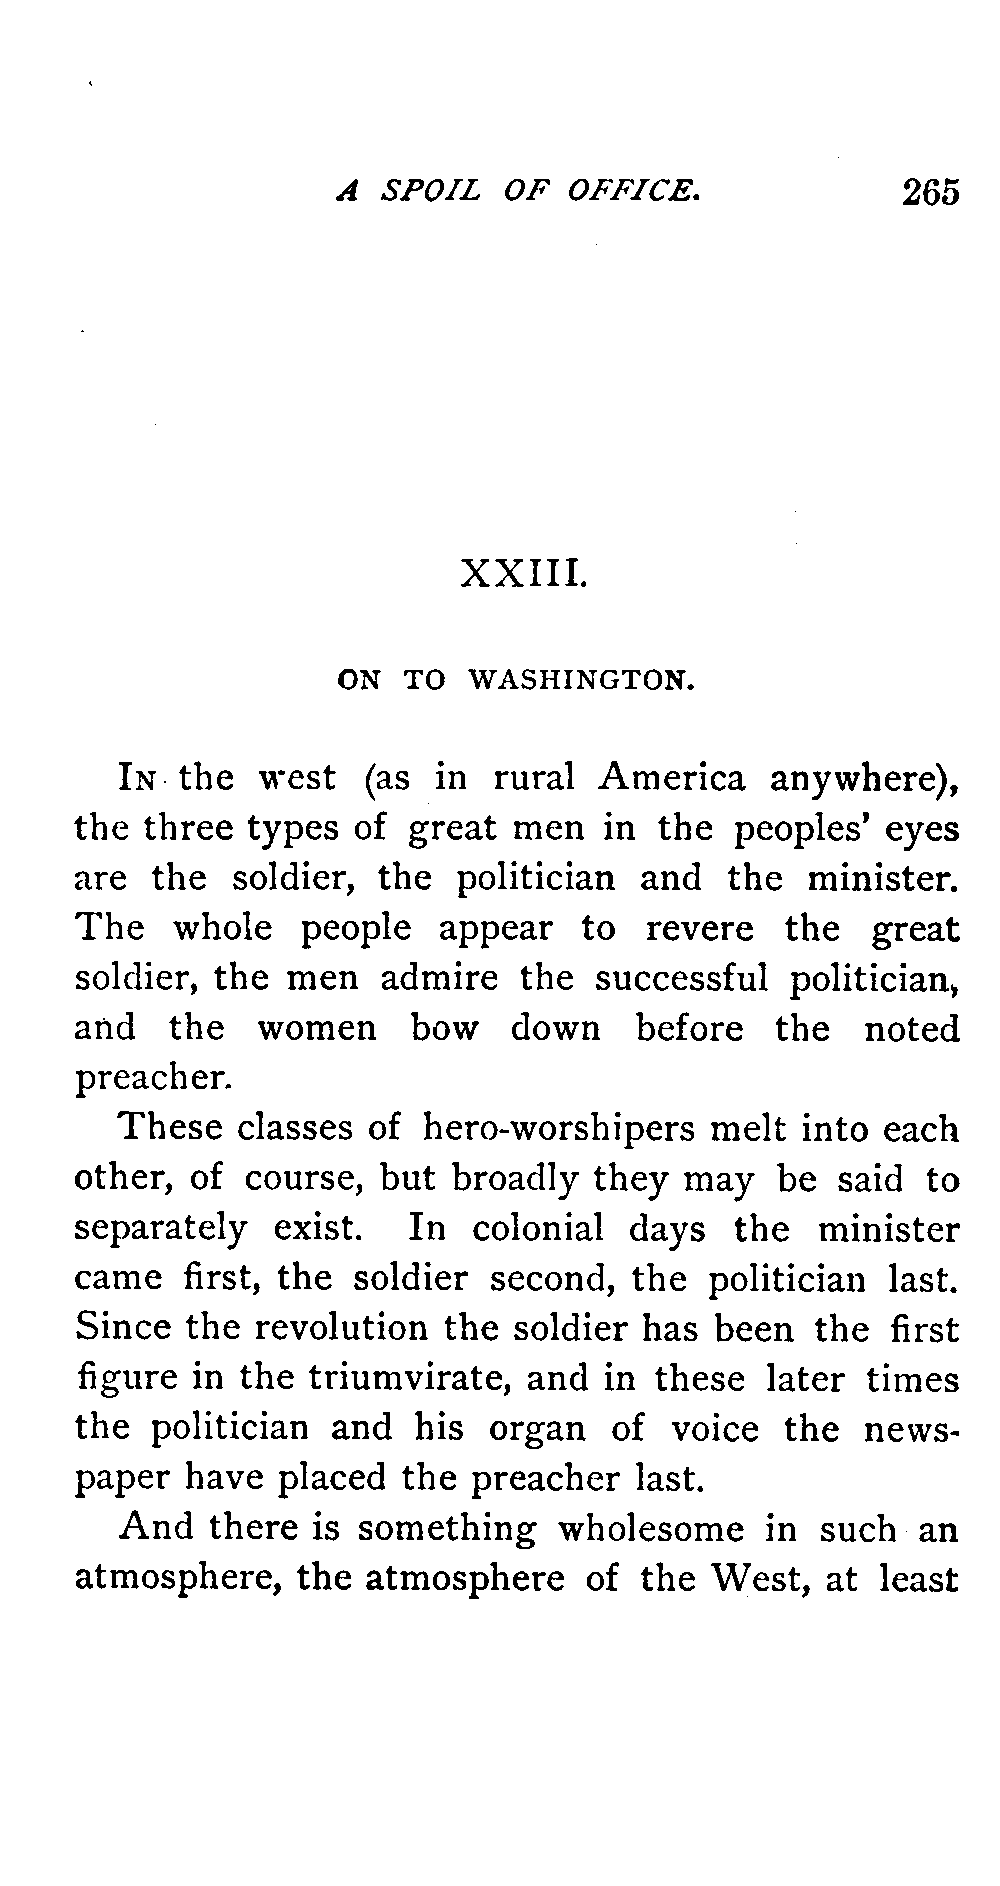 A SPOIL OF OFFICE. 265
XXIII.
ON TO WASHINGTON.
IN the west (as in rural America anywhere),
the three types of great men in the peoples' eyes
are the soldier, the politician and the minister.
The whole people appear to revere the great
soldier, the men admire the successful politician,
and the women bow down before the noted
preacher.
These classes of hero-worshipers melt into each
other, of course, but broadly they may be said to
separately exist. In colonial days the minister
came first, the soldier second, the politician last.
Since the revolution the soldier has been the first
figure in the triumvirate, and in these later times
the politician and his organ of voice the news-
paper have placed the preacher last.
And there is something wholesome in such an
atmosphere, the atmosphere of the West, at least